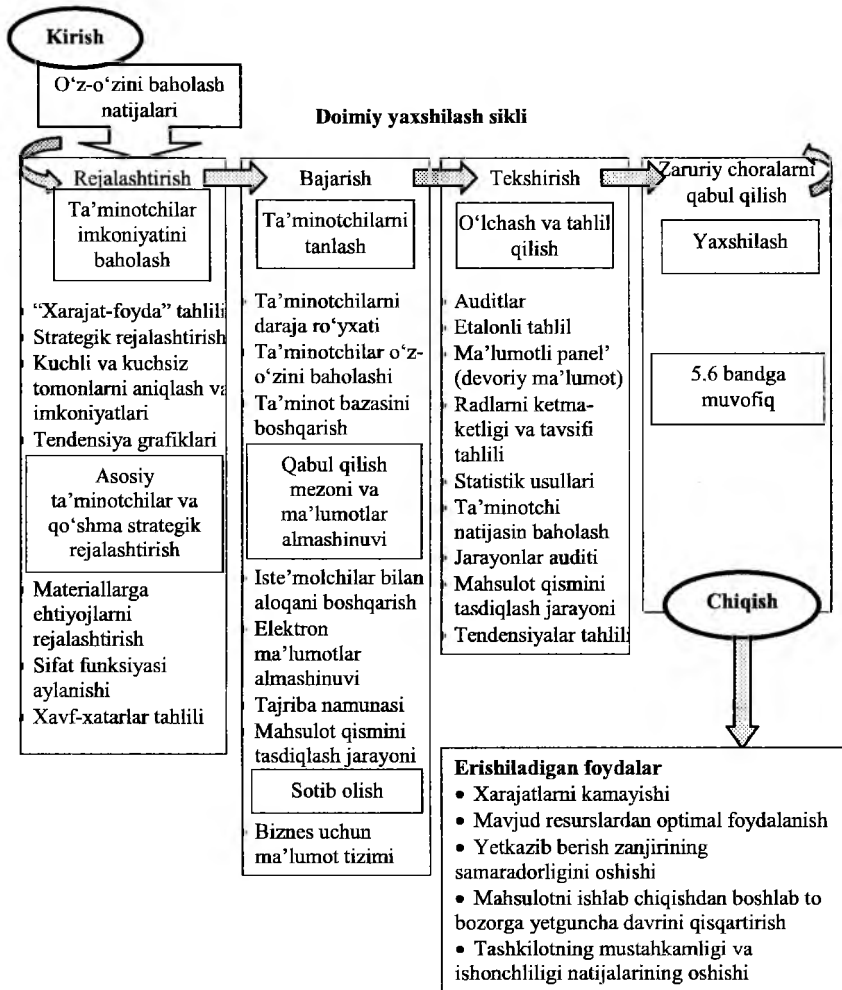 Kirish
O‘z-o‘zini baholash
natijalari
Doimiy yaxshilash sikli
Rejalashtirish
Ta’minotchilar
imkoniyatini
baholash
“Xarajat-foyda” tahlili
Strategik rejalashtirish
Kuchli va kuchsiz
tomonlarni aniqlash va
imkoniyatlari
Tendensiya grafiklari
Asosiy
ta’minotchilar va
qo‘shma strategik
rejalashtirish
Materiallarga
ehtiyojlarni
rejalashtirish
Sifat funksiyasi
aylanishi
Xavf-xatarlar tahlili
Bajarish
Ta’minotchilarni
tanlash
Ta’minotchilarni
daraja ro‘yxati
Ta’minotchilar o‘z-
o‘zini baholashi
Ta’minot bazasini
boshqarish
Qabul qilish
mezoni va
ma’lumotlar
almashinuvi
Iste’molchilar bilan
aloqani boshqarish
Elektron
ma’lumotlar
almashinuvi
Tajriba namunasi
Mahsulot qismini
tasdiqlash jarayoni
Sotib olish
Biznes uchun
ma’lumot tizimi
Tekshirish
O‘lchash va tahlil
qilish
Auditlar
Etalonli tahlil
Ma’lumotli panel’
(devoriy ma’lumot)
Radlarni ketma-
ketligi va tavsifi
tahlili
Statistik usullari
Ta’minotchi
natijasin baholash
Jarayonlar auditi
Mahsulot qismini
tasdiqlash jarayoni
Tendensiyalar tahlili
Zaruriy choralarni
qabul qilish
Yaxshilash
5.6 bandga
muvofiq
Chiqish
Erishiladigan foydalar
• Xarajatlarni kamayishi
• Mavjud resurslardan optimal foydalanish
• Yetkazib berish zanjirining
samaradorligini oshishi
• Mahsulotni ishlab chiqishdan boshlab to
bozorga yetguncha davrini qisqartirish
• Tashkilotning mustahkamligi va
ishonchliligi natijalarining oshishi